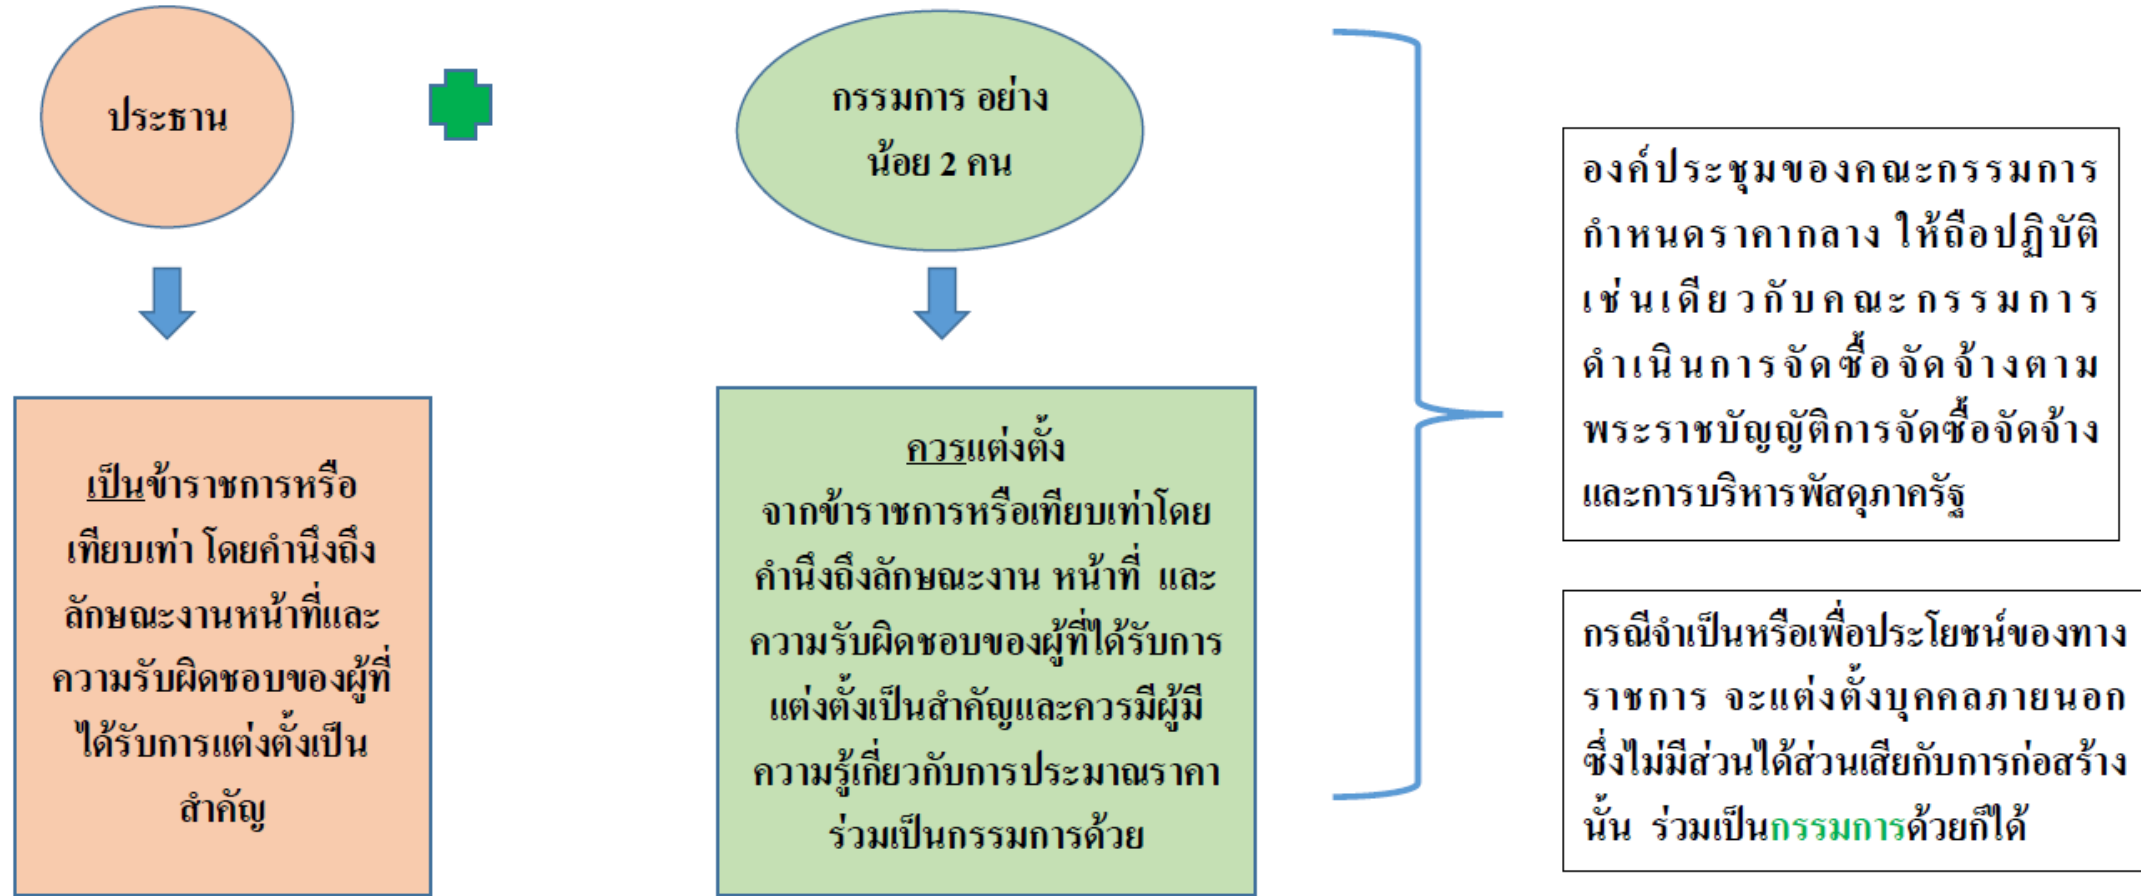 ประธาน
กรรมการ อย่าง
น้อย 2 คน
เป็นข้าราชการหรือ
เทียบเท่า โดยคำนึงถึง
ลักษณะงานหน้าที่และ
ความรับผิดชอบของผู้ที่
ได้รับการแต่งตั้งเป็น
สำคัญ
ควรแต่งตั้ง
จากข้าราชการหรือเทียบเท่าโดย
คำนึงถึงลักษณะงาน หน้าที่ และ
ความรับผิดชอบของผู้ที่ได้รับการ
แต่งตั้งเป็นสำคัญและควรมีผู้มี
ความรู้เกี่ยวกับการประมาณราคา
ร่วมเป็นกรรมการด้วย
องค์ประชุมของคณะกรรมการ
กำหนดราคากลาง ให้ถือปฏิบัติ
เช่นเดียวกับคณะกรรมการ
ดำเนินการจัดซื้อจัดจ้างตาม
พระราชบัญญัติการจัดซื้อจัดจ้าง
และการบริหารพัสดุภาครัฐ
กรณีจำเป็นหรือเพื่อประโยชน์ของทาง
ราชการ จะแต่งตั้งบุคคลภายนอก
ซึ่งไม่มีส่วนได้ส่วนเสียกับการก่อสร้าง
นั้น ร่วมเป็นกรรมการด้วยก็ได้